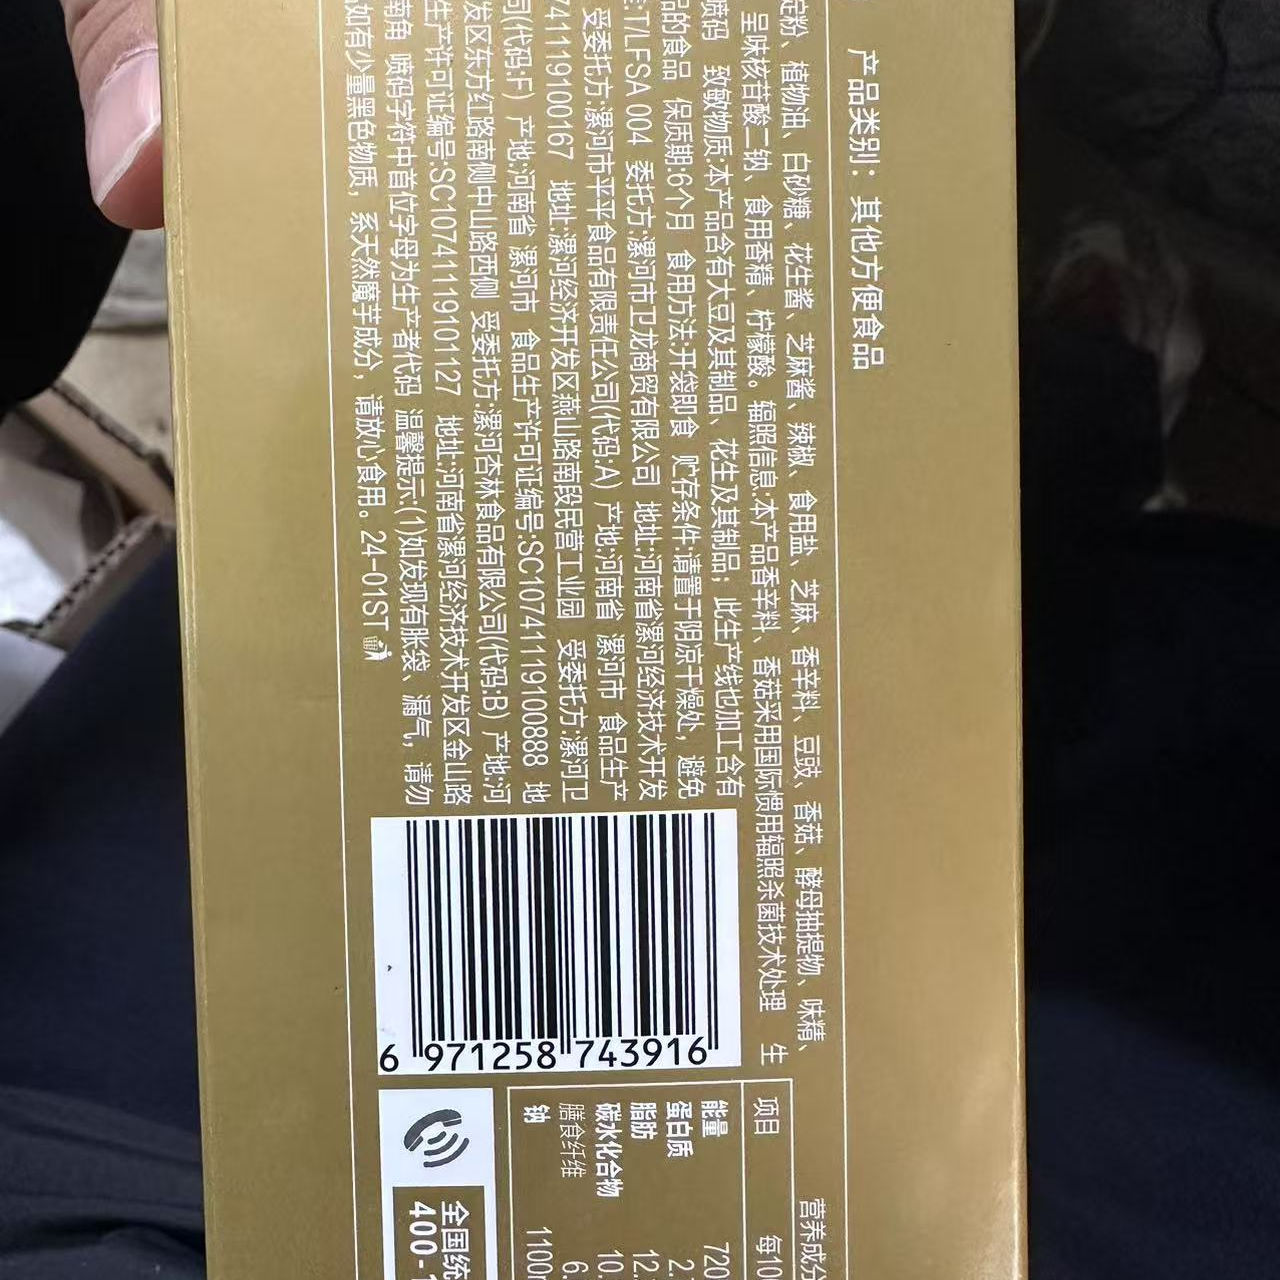 产品类别：其他方便食品
淀粉、植物油、白砂糖、花生酱、芝麻酱、辣椒、食用盐、芝麻、香辛料、豆豉、香菇、酵母抽提物、味精、
呈味核苷酸二钠、食用香精、柠檬酸。辐照信息:本产品香辛料、香菇采用国际惯用辐照杀菌技术处理 生
喷码 致敏物质:本产品含有大豆及其制品、花生及其制品；此生产线也加工含有
品的食品 保质期:6个月 食用方法:开袋即食 贮存条件:请置于阴凉干燥处，避免
T/LFSA 004 委托方:漯河市卫龙商贸有限公司 地址:河南省漯河经济技术开发
受委托方:漯河市平平食品有限责任公司(代码:A) 产地:河南省 漯河市 食品生产
741119100167 地址:漯河经济开发区燕山路南段民营工业园 受委托方:漯河卫
司(代码:F) 产地:河南省 漯河市 食品生产许可证编号:SC10741119100888 地
发区东方红路南侧中山路西侧 受委托方:漯河杏林食品有限公司(代码:B) 产地:河
生产许可证编号:SC10741119101127 地址:河南省漯河经济技术开发区金山路
南角 喷码字符中首位字母为生产者代码 温馨提示:(1)如发现有胀袋、漏气，请勿
如有少量黑色物质，系天然魔芋成分，请放心食用。24-01ST
6 971258 743916
营养成分
项目 每10
能量 720
蛋白质 2.
脂肪 12.
碳水化合物 10.
膳食纤维 6.
钠 1100
全国统
400-1